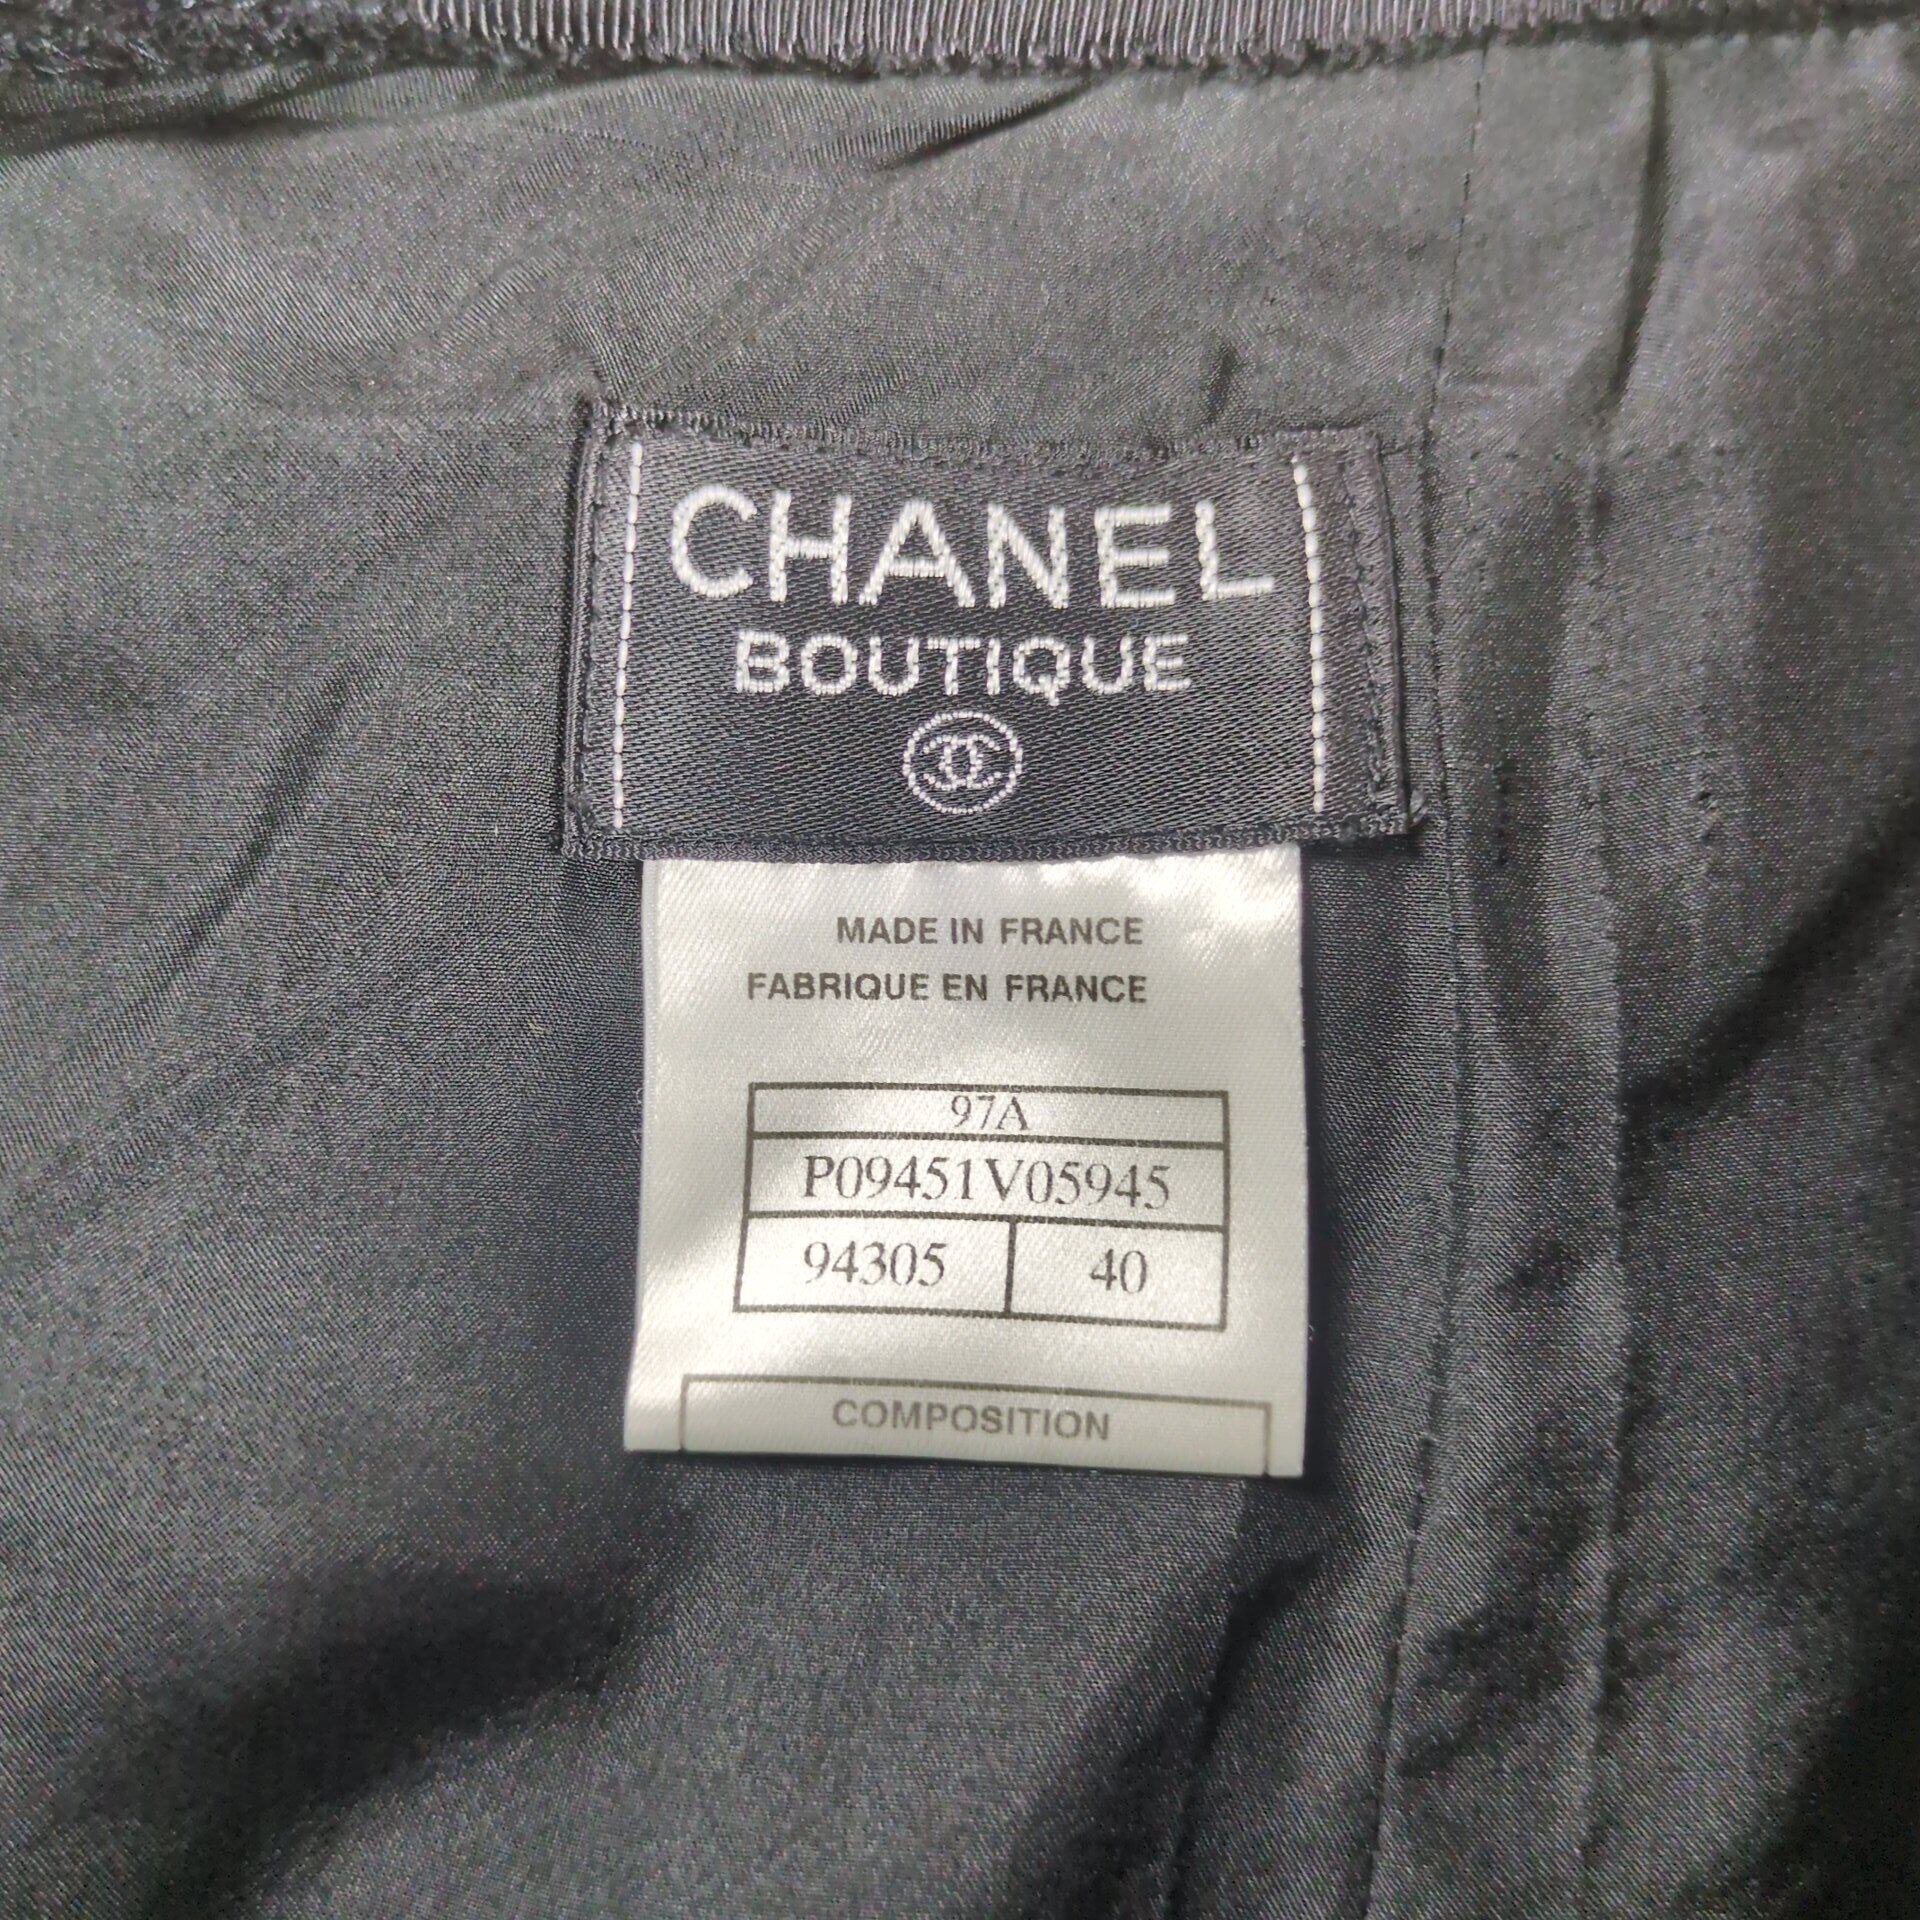 CHANEL
BOUTIQUE
MADE IN FRANCE
FABRIQUE EN FRANCE
97A
P09451V05945
94305 40
COMPOSITION